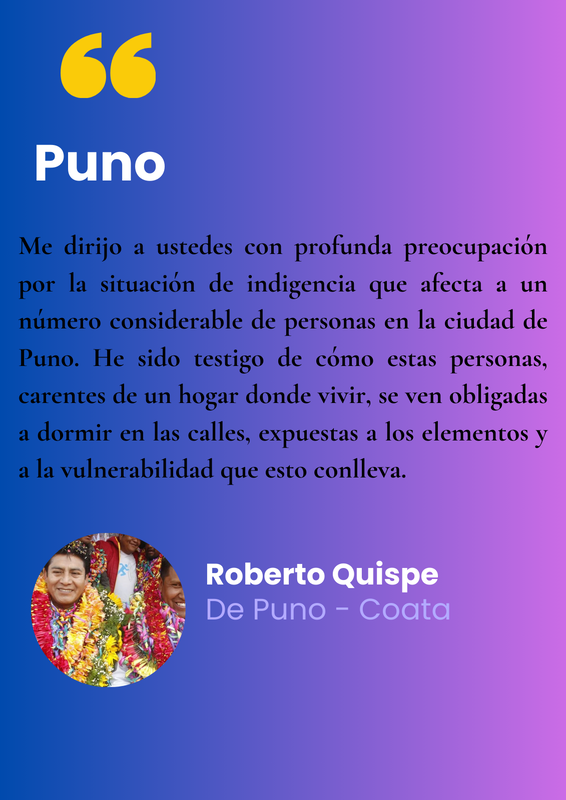 “
Puno
Me dirijo a ustedes con profunda preocupación
por la situación de indigencia que afecta a un
número considerable de personas en la ciudad de
Puno. He sido testigo de cómo estas personas,
carentes de un hogar donde vivir, se ven obligadas
a dormir en las calles, expuestas a los elementos y
a la vulnerabilidad que esto conlleva.
Roberto Quispe
De Puno - Coata